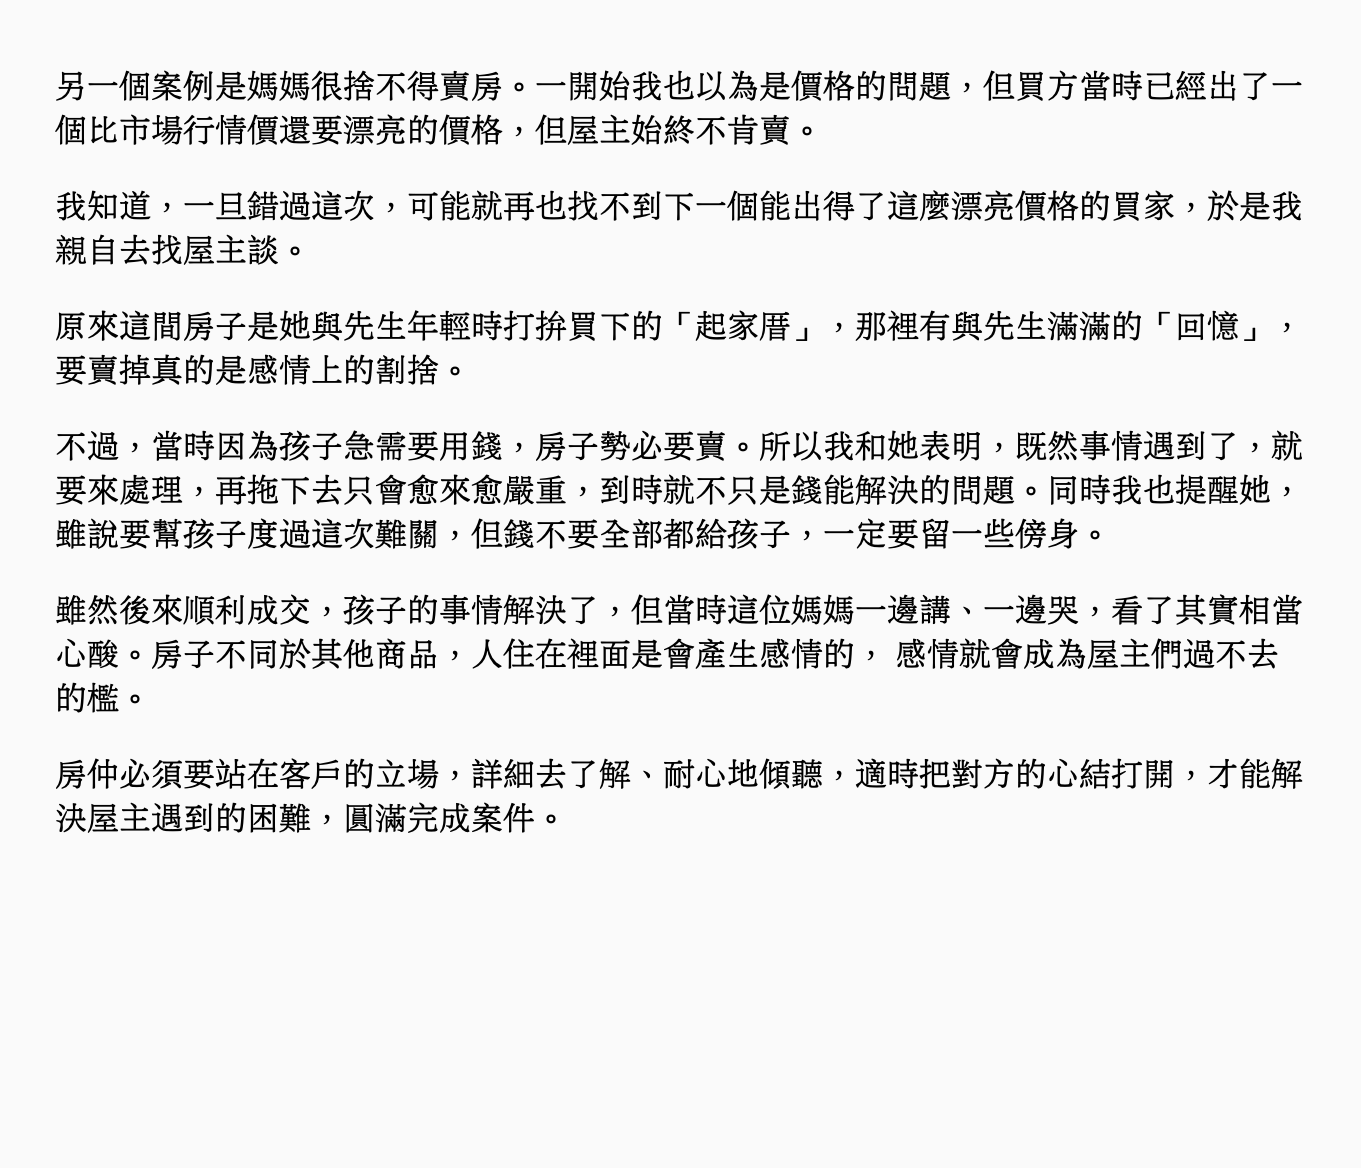 另一個案例是媽媽很捨不得賣房。一開始我也以為是價格的問題，但買方當時已經出了一
個比市場行情價還要漂亮的價格，但屋主始終不肯賣。
我知道，一旦錯過這次，可能就再也找不到下一個能出得了這麼漂亮價格的買家，於是我
親自去找屋主談。
原來這間房子是她與先生年輕時打拚買下的「起家厝」，那裡有與先生滿滿的「回憶」，
要賣掉真的是感情上的割捨。
不過，當時因為孩子急需要用錢，房子勢必要賣。所以我和她表明，既然事情遇到了，就
要來處理，再拖下去只會愈來愈嚴重，到時就不只是錢能解決的問題。同時我也提醒她，
雖說要幫孩子度過這次難關，但錢不要全部都給孩子，一定要留一些傍身。
雖然後來順利成交，孩子的事情解決了，但當時這位媽媽一邊講、一邊哭，看了其實相當
心酸。房子不同於其他商品，人住在裡面是會產生感情的， 感情就會成為屋主們過不去
的檻。
房仲必須要站在客戶的立場，詳細去了解、耐心地傾聽，適時把對方的心結打開，才能解
決屋主遇到的困難，圓滿完成案件。